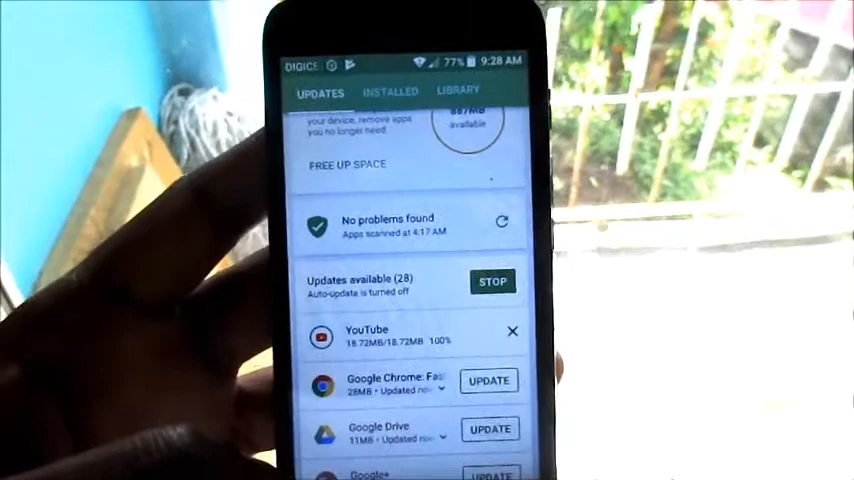 DIGICE 77% 9:28 AM
UPDATES INSTALLED LIBRARY
your device, remove apps
you no longer need.
887MB
available
FREE UP SPACE
No problems found
Apps scanned at 4:17 AM
Updates available (28)
Auto-update is turned off
STOP
YouTube
18.72MB/18.72MB 100%
Google Chrome: Fas
28MB • Updated nov
UPDATE
Google Drive
11MB • Updated nov
UPDATE
Google+
UPDATE